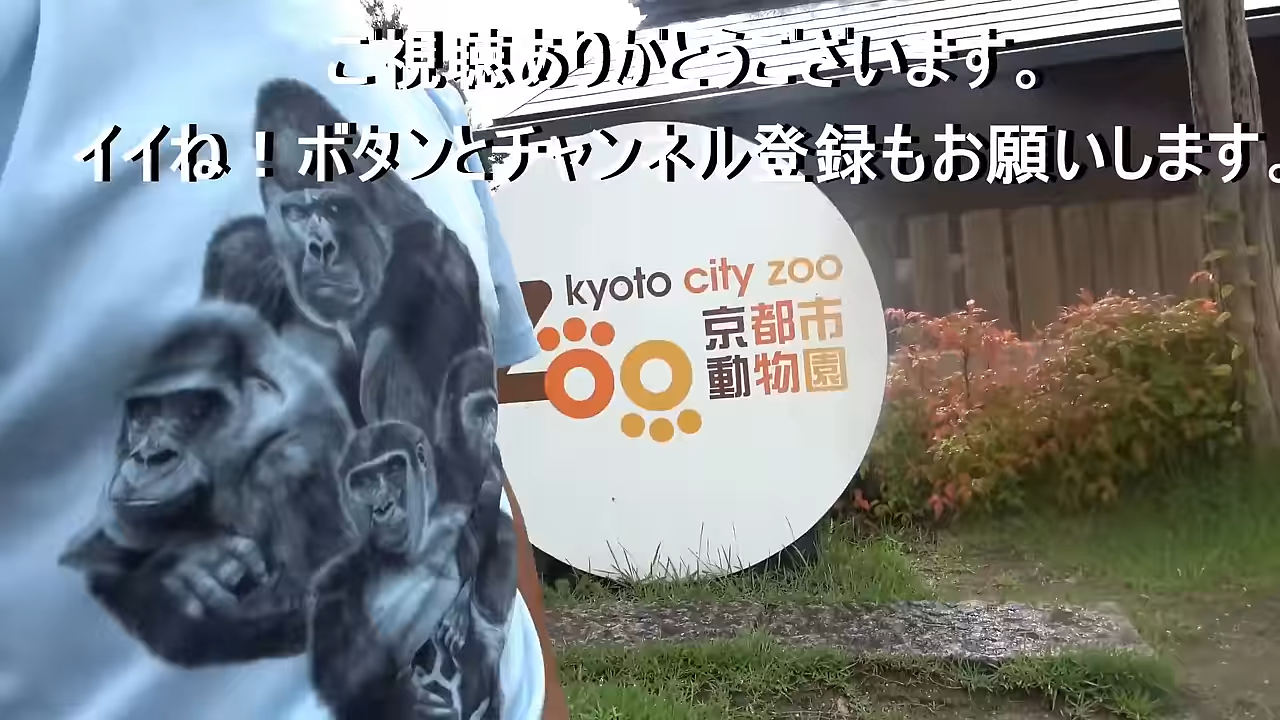 ご視聴ありがとうございます。
イイね！ボタンとチャンネル登録もお願いします。
kyoto city zoo
京都市
動物園